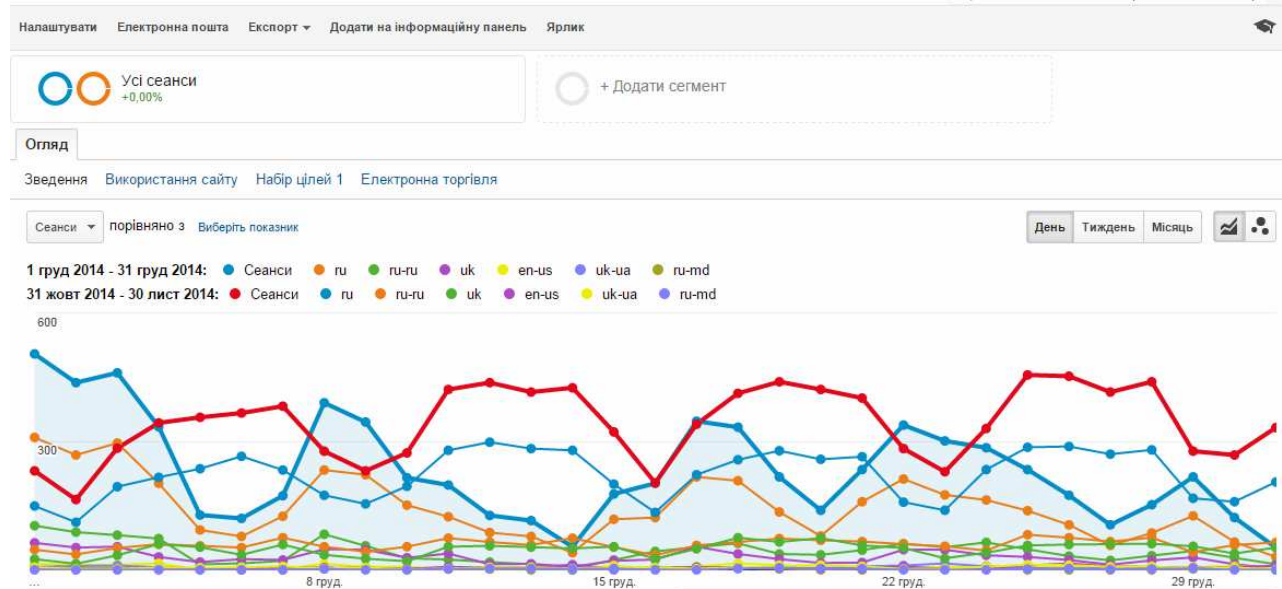 Налаштувати Електронна пошта Експорт Додати на інформаційну панель Ярлик
Усі сеанси
+0,00%
+ Додати сегмент
Огляд
Зведення Використання сайту Набір цілей 1 Електронна торгівля
Сеанси порівняно з Виберіть показник День Тиждень Місяць
1 груд 2014 - 31 груд 2014: Сеанси ru ru-ru uk en-us uk-ua ru-md
31 жовт 2014 - 30 лист 2014: Сеанси ru ru-ru uk en-us uk-ua ru-md
600
300
... 8 груд. 15 груд. 22 груд. 29 груд.